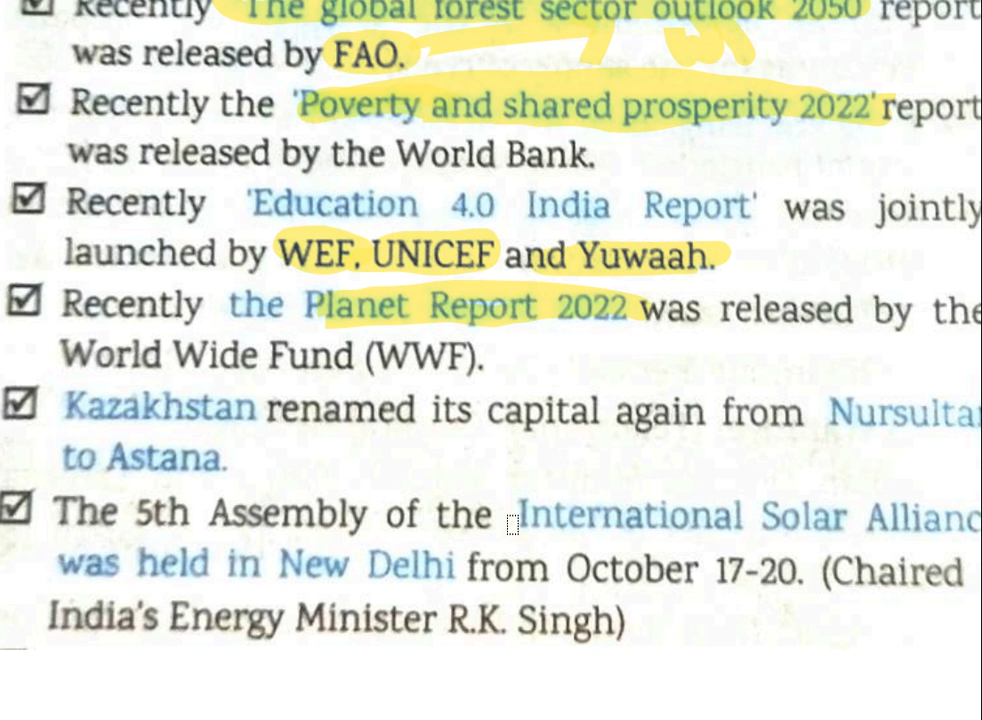 Recently 'The global forest sector outlook 2050' report
was released by FAO.
Recently the 'Poverty and shared prosperity 2022' report
was released by the World Bank.
Recently 'Education 4.0 India Report' was jointly
launched by WEF, UNICEF and Yuwaah.
Recently the Planet Report 2022 was released by the
World Wide Fund (WWF).
Kazakhstan renamed its capital again from Nursultan
to Astana.
The 5th Assembly of the International Solar Allianc
was held in New Delhi from October 17-20. (Chaired
India's Energy Minister R.K. Singh)